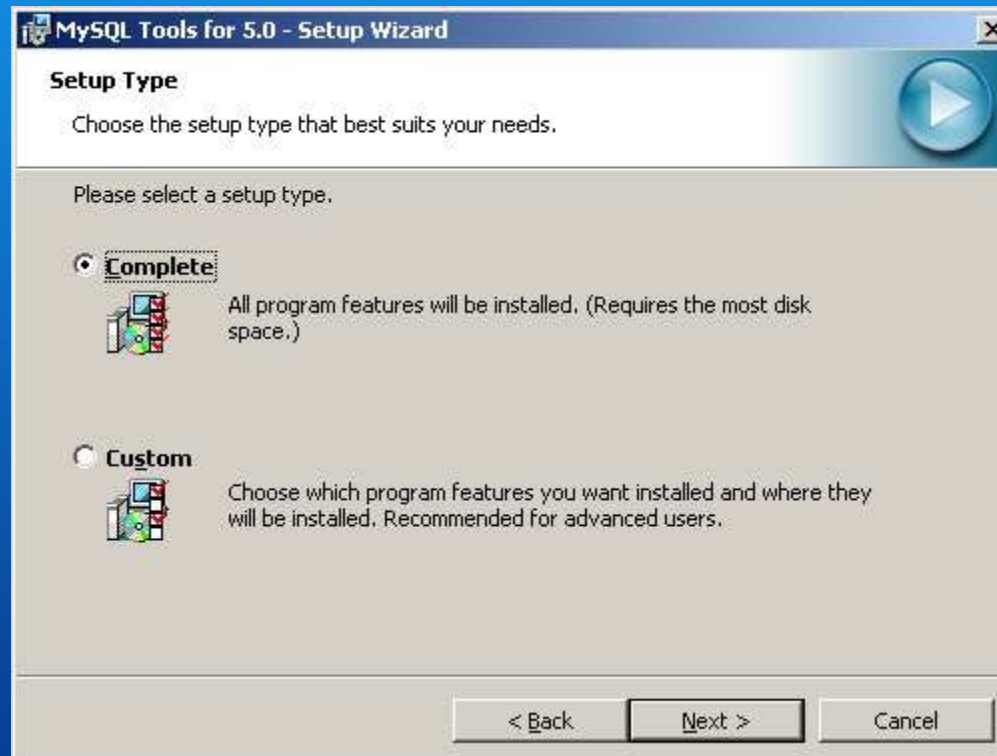 MySQL Tools for 5.0 - Setup Wizard
Setup Type
Choose the setup type that best suits your needs.
Please select a setup type.
Complete
All program features will be installed. (Requires the most disk
space.)
Custom
Choose which program features you want installed and where they
will be installed. Recommended for advanced users.
< Back Next > Cancel